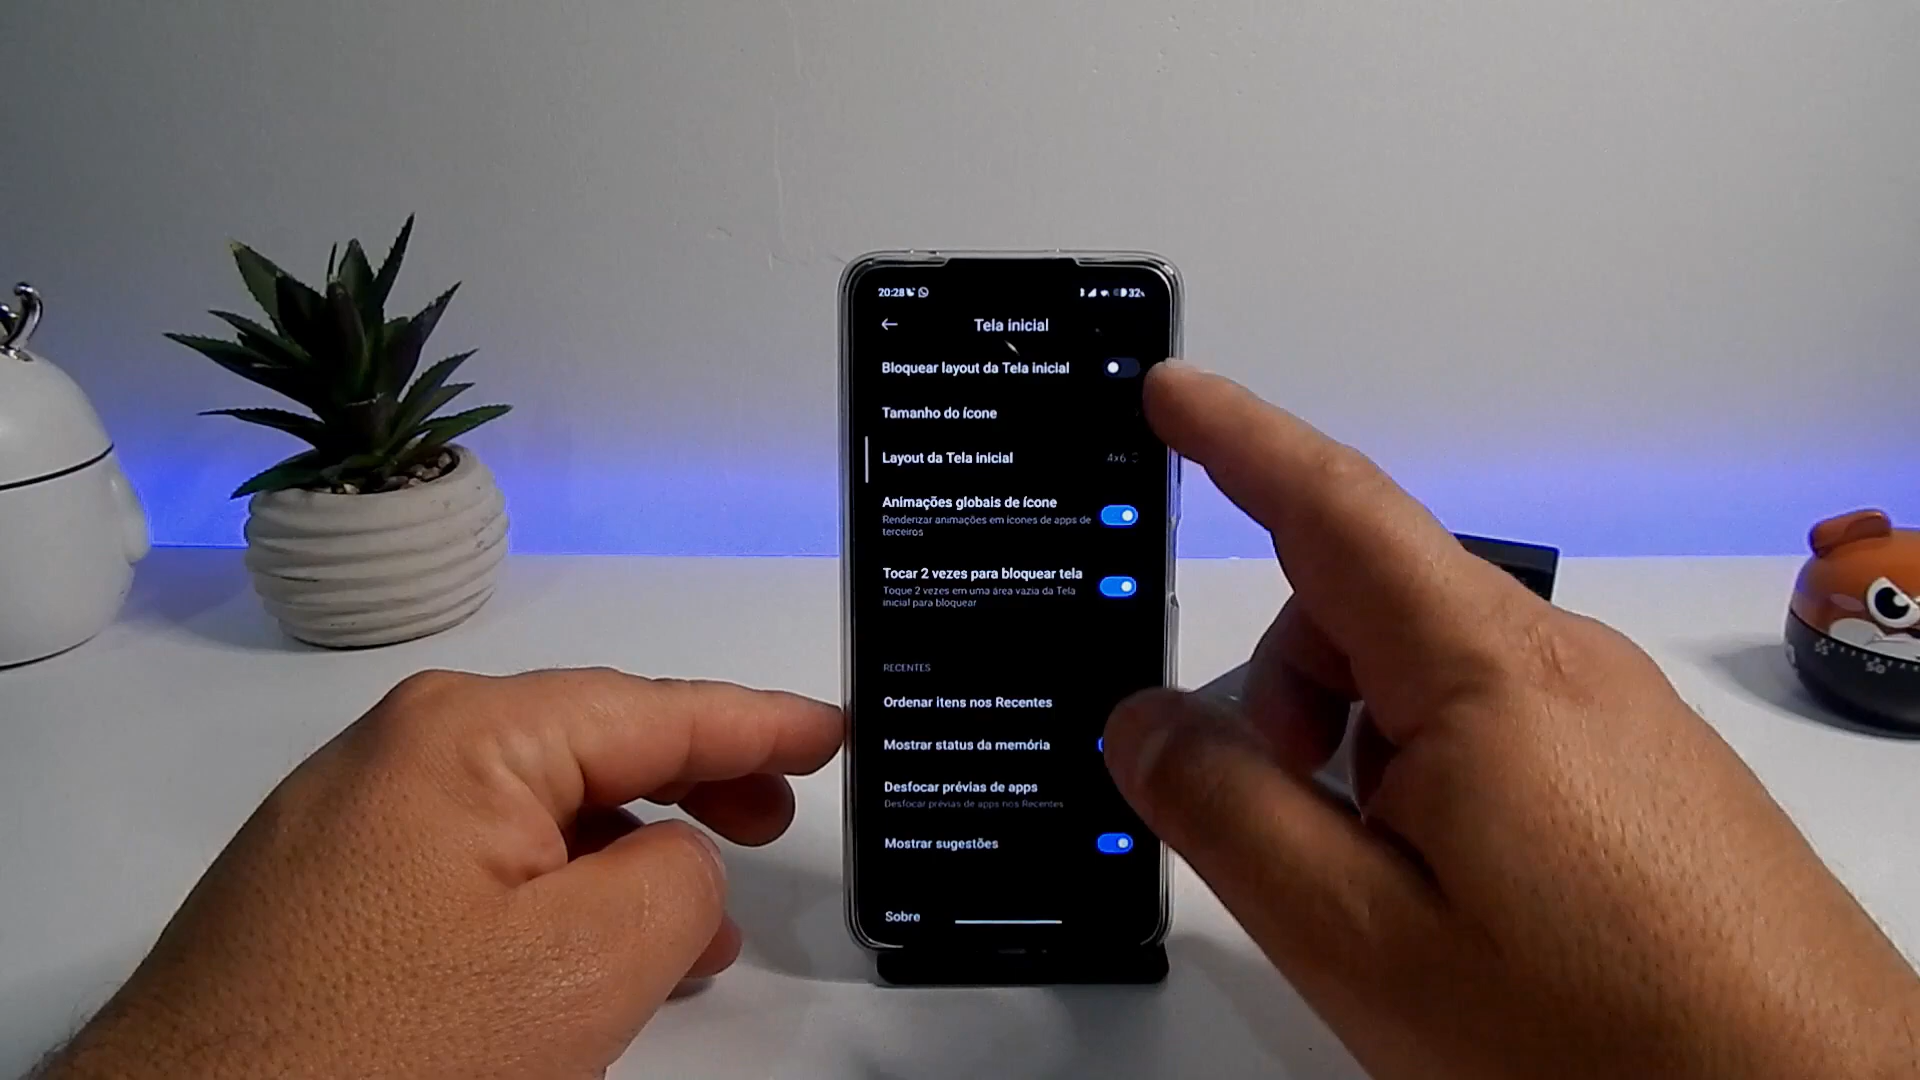 20:28
32
Tela inicial
Bloquear layout da Tela inicial
Tamanho do ícone
Layout da Tela inicial 4x6
Animações globais de ícone
Renderizar animações em ícones de apps de
terceiros
Tocar 2 vezes para bloquear tela
Toque 2 vezes em uma área vazia da Tela
inicial para bloquear
RECENTES
Ordenar itens nos Recentes
Mostrar status da memória
Desfocar prévias de apps
Desfocar prévias de apps nos Recentes
Mostrar sugestões
Sobre
55
50